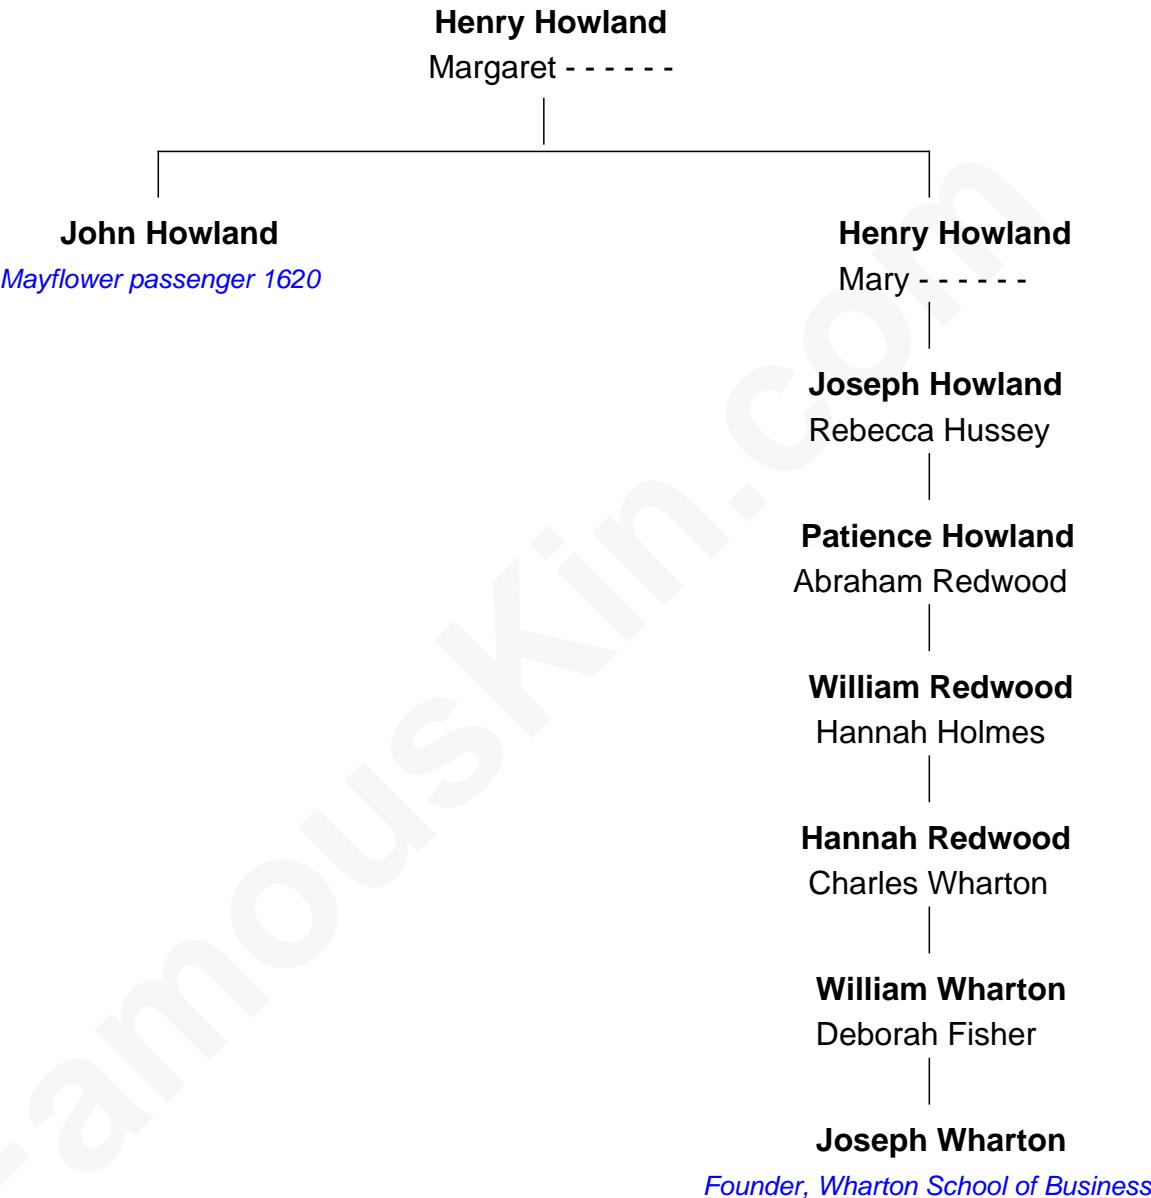 Henry Howland
Margaret - - - - - -
John Howland
Mayflower passenger 1620
Henry Howland
Mary - - - - - -
Joseph Howland
Rebecca Hussey
Patience Howland
Abraham Redwood
William Redwood
Hannah Holmes
Hannah Redwood
Charles Wharton
William Wharton
Deborah Fisher
Joseph Wharton
Founder, Wharton School of Business
FamousKin.com